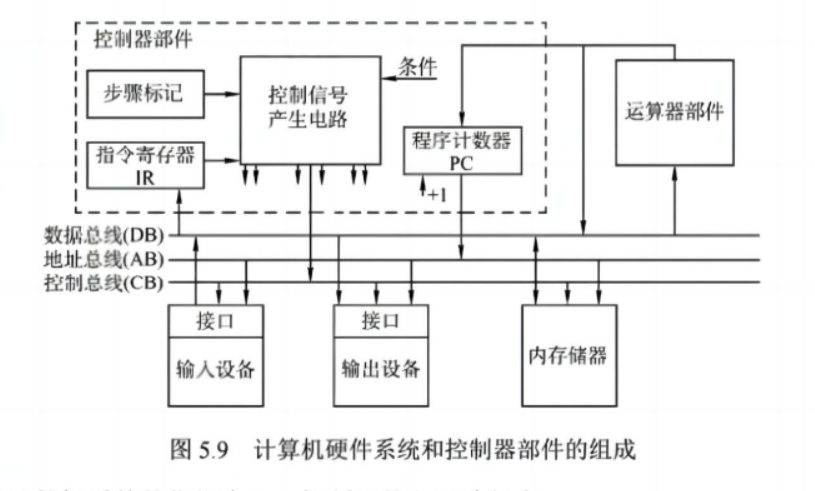 控制器部件
步骤标记
控制信号
产生电路
条件
运算器部件
指令寄存器
IR
程序计数器
PC
+1
数据总线(DB)
地址总线(AB)
控制总线(CB)
接口
输入设备
接口
输出设备
内存储器
图 5.9 计算机硬件系统和控制器部件的组成